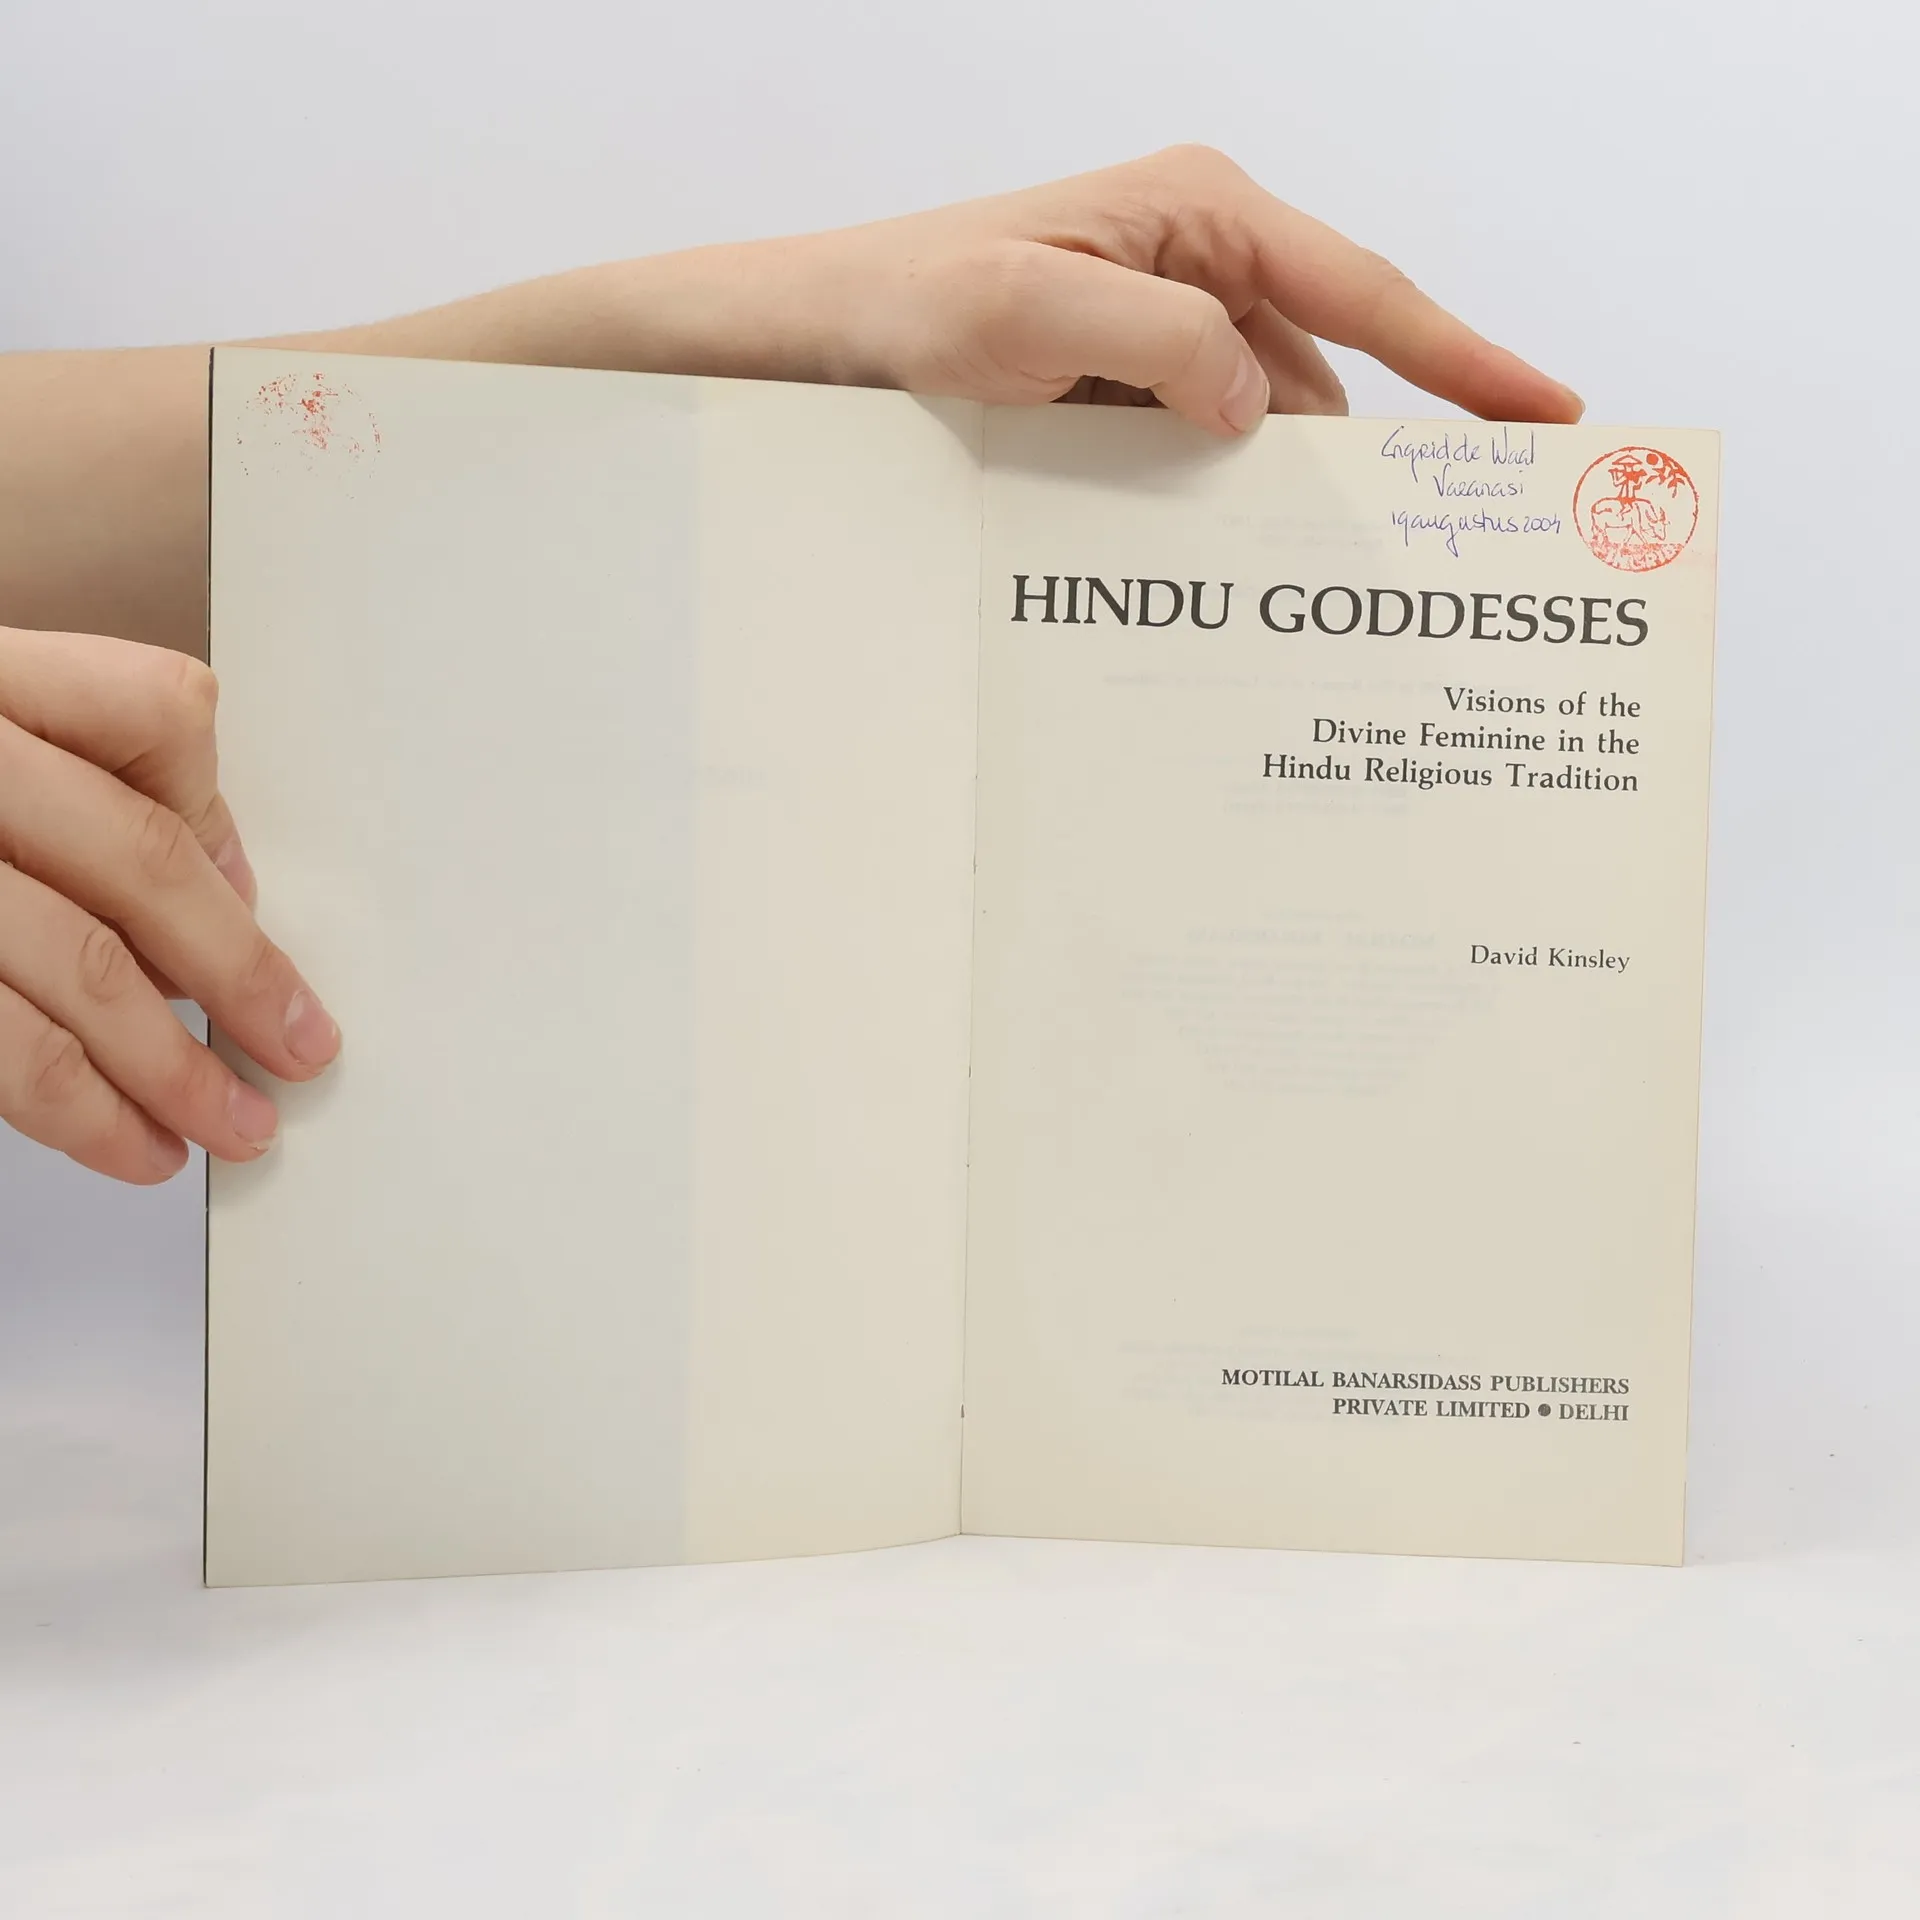 Ingrid de Waal
Varanasi
19 augustus 2004
INGRID
HINDU GODDESSES
Visions of the
Divine Feminine in the
Hindu Religious Tradition
David Kinsley
MOTILAL BANARSIDASS PUBLISHERS
PRIVATE LIMITED ● DELHI